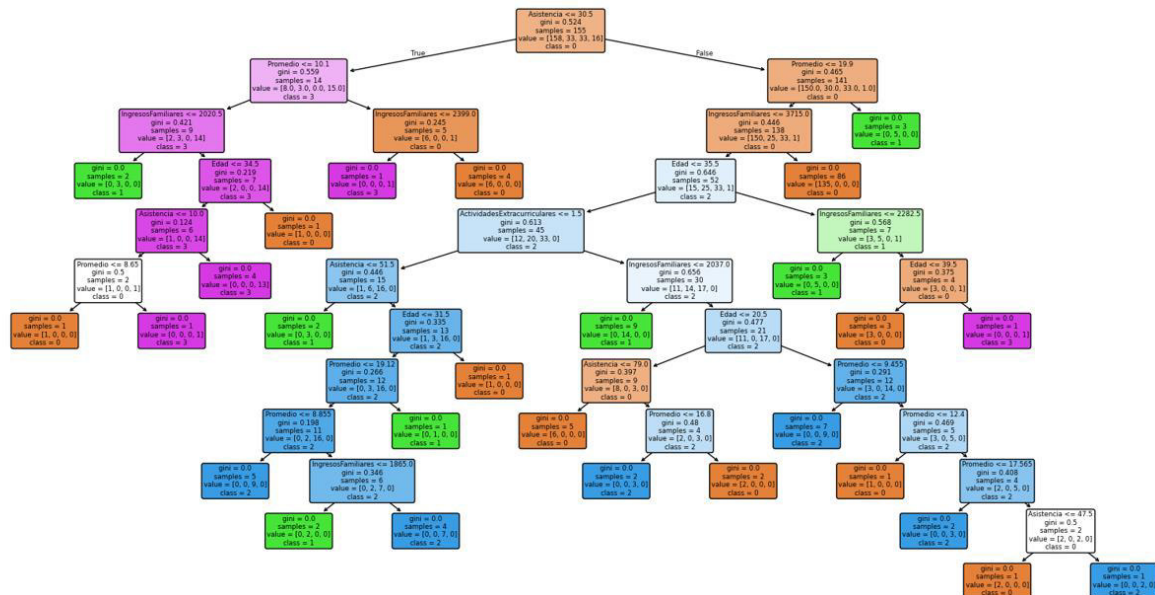 Asistencia <= 30.5
gini = 0.524
samples = 155
value = [158, 33, 33, 16]
class = 0
True
False
Promedio <= 10.1
gini = 0.559
samples = 14
value = [8.0, 3.0, 0.0, 15.0]
class = 3
Promedio <= 19.9
gini = 0.465
samples = 141
value = [150.0, 30.0, 33.0, 1.0]
class = 0
IngresosFamiliares <= 2020.5
gini = 0.421
samples = 9
value = [2, 3, 0, 14]
class = 3
IngresosFamiliares <= 2399.0
gini = 0.245
samples = 5
value = [6, 0, 0, 1]
class = 0
IngresosFamiliares <= 3715.0
gini = 0.446
samples = 138
value = [150, 25, 33, 1]
class = 0
gini = 0.0
samples = 3
value = [0, 5, 0, 0]
class = 1
gini = 0.0
samples = 2
value = [0, 3, 0, 0]
class = 1
Edad <= 34.5
gini = 0.219
samples = 7
value = [2, 0, 0, 14]
class = 3
gini = 0.0
samples = 1
value = [0, 0, 0, 1]
class = 3
gini = 0.0
samples = 4
value = [6, 0, 0, 0]
class = 0
Edad <= 35.5
gini = 0.646
samples = 52
value = [15, 25, 33, 1]
class = 2
gini = 0.0
samples = 86
value = [135, 0, 0, 0]
class = 0
Asistencia <= 10.0
gini = 0.124
samples = 6
value = [1, 0, 0, 14]
class = 3
gini = 0.0
samples = 1
value = [1, 0, 0, 0]
class = 0
ActividadesExtracurriculares <= 1.5
gini = 0.613
samples = 45
value = [12, 20, 33, 0]
class = 2
IngresosFamiliares <= 2282.5
gini = 0.568
samples = 7
value = [3, 5, 0, 1]
class = 1
Promedio <= 8.65
gini = 0.5
samples = 2
value = [1, 0, 0, 1]
class = 0
gini = 0.0
samples = 4
value = [0, 0, 0, 13]
class = 3
Asistencia <= 51.5
gini = 0.446
samples = 15
value = [1, 6, 16, 0]
class = 2
IngresosFamiliares <= 2037.0
gini = 0.656
samples = 30
value = [11, 14, 17, 0]
class = 2
gini = 0.0
samples = 3
value = [0, 5, 0, 0]
class = 1
Edad <= 39.5
gini = 0.375
samples = 4
value = [3, 0, 0, 1]
class = 0
gini = 0.0
samples = 1
value = [1, 0, 0, 0]
class = 0
gini = 0.0
samples = 1
value = [0, 0, 0, 1]
class = 3
gini = 0.0
samples = 2
value = [0, 3, 0, 0]
class = 1
Edad <= 31.5
gini = 0.335
samples = 13
value = [1, 3, 16, 0]
class = 2
gini = 0.0
samples = 9
value = [0, 14, 0, 0]
class = 1
Edad <= 20.5
gini = 0.477
samples = 21
value = [11, 0, 17, 0]
class = 2
gini = 0.0
samples = 3
value = [3, 0, 0, 0]
class = 0
gini = 0.0
samples = 1
value = [0, 0, 0, 1]
class = 3
Promedio <= 19.12
gini = 0.266
samples = 12
value = [0, 3, 16, 0]
class = 2
gini = 0.0
samples = 1
value = [1, 0, 0, 0]
class = 0
Asistencia <= 79.0
gini = 0.397
samples = 9
value = [8, 0, 3, 0]
class = 0
Promedio <= 9.455
gini = 0.291
samples = 12
value = [3, 0, 14, 0]
class = 2
Promedio <= 8.855
gini = 0.198
samples = 11
value = [0, 2, 16, 0]
class = 2
gini = 0.0
samples = 1
value = [0, 1, 0, 0]
class = 1
gini = 0.0
samples = 5
value = [6, 0, 0, 0]
class = 0
Promedio <= 16.8
gini = 0.48
samples = 4
value = [2, 0, 3, 0]
class = 2
gini = 0.0
samples = 7
value = [0, 0, 9, 0]
class = 2
Promedio <= 12.4
gini = 0.469
samples = 5
value = [3, 0, 5, 0]
class = 2
gini = 0.0
samples = 5
value = [0, 0, 9, 0]
class = 2
IngresosFamiliares <= 1865.0
gini = 0.346
samples = 6
value = [0, 2, 7, 0]
class = 2
gini = 0.0
samples = 2
value = [0, 0, 3, 0]
class = 2
gini = 0.0
samples = 2
value = [2, 0, 0, 0]
class = 0
gini = 0.0
samples = 1
value = [1, 0, 0, 0]
class = 0
Promedio <= 17.565
gini = 0.408
samples = 4
value = [2, 0, 5, 0]
class = 2
gini = 0.0
samples = 2
value = [0, 2, 0, 0]
class = 1
gini = 0.0
samples = 4
value = [0, 0, 7, 0]
class = 2
gini = 0.0
samples = 2
value = [0, 0, 3, 0]
class = 2
Asistencia <= 47.5
gini = 0.5
samples = 2
value = [2, 0, 2, 0]
class = 0
gini = 0.0
samples = 1
value = [2, 0, 0, 0]
class = 0
gini = 0.0
samples = 1
value = [0, 0, 2, 0]
class = 2